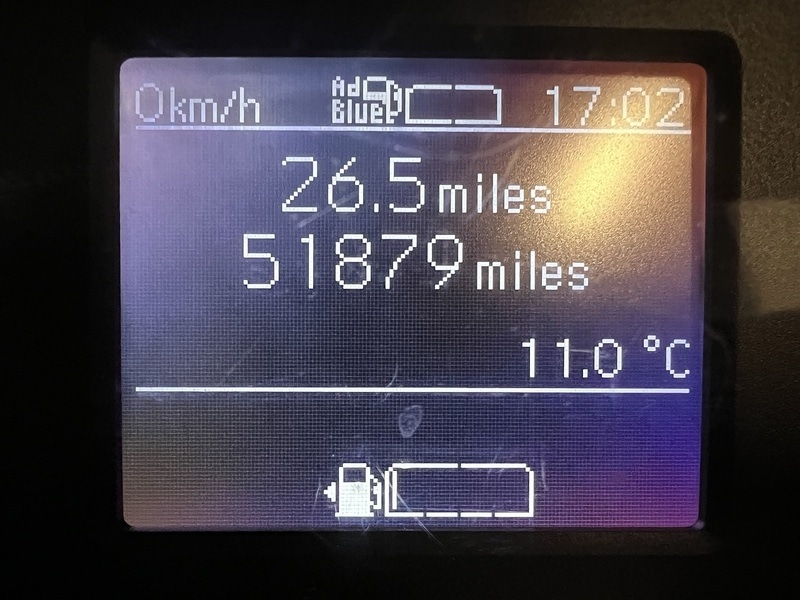 0km/h Ad Blue 17:02
26.5 miles
51879 miles
11.0 °C